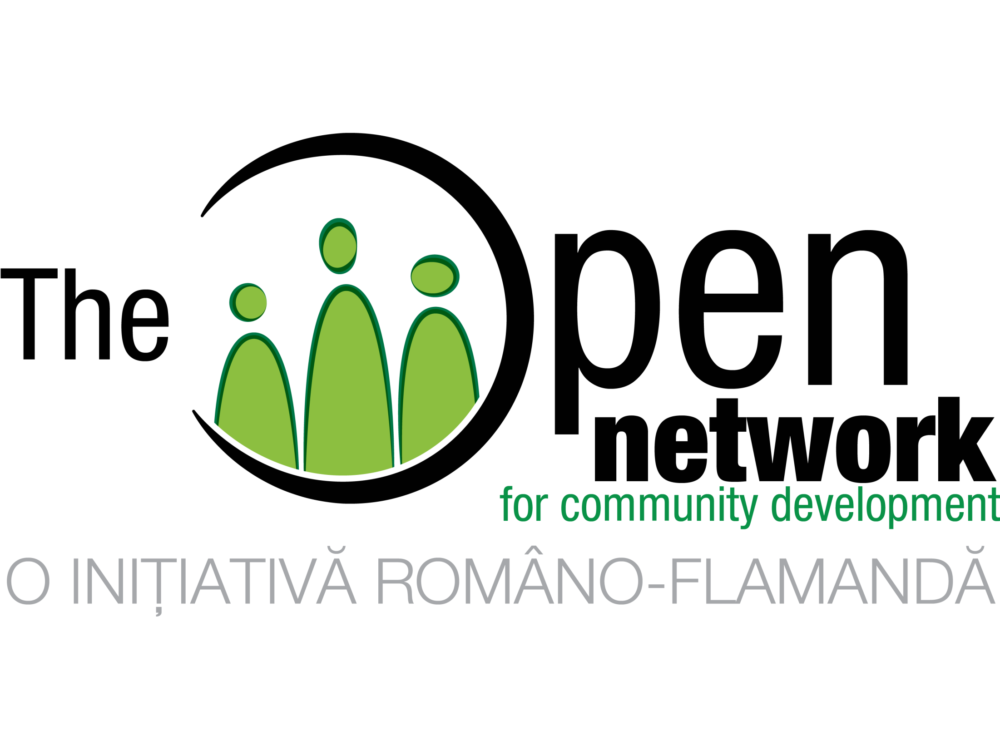 The Open
network
for community development
O INIȚIATIVĂ ROMÂNO-FLAMANDĂ